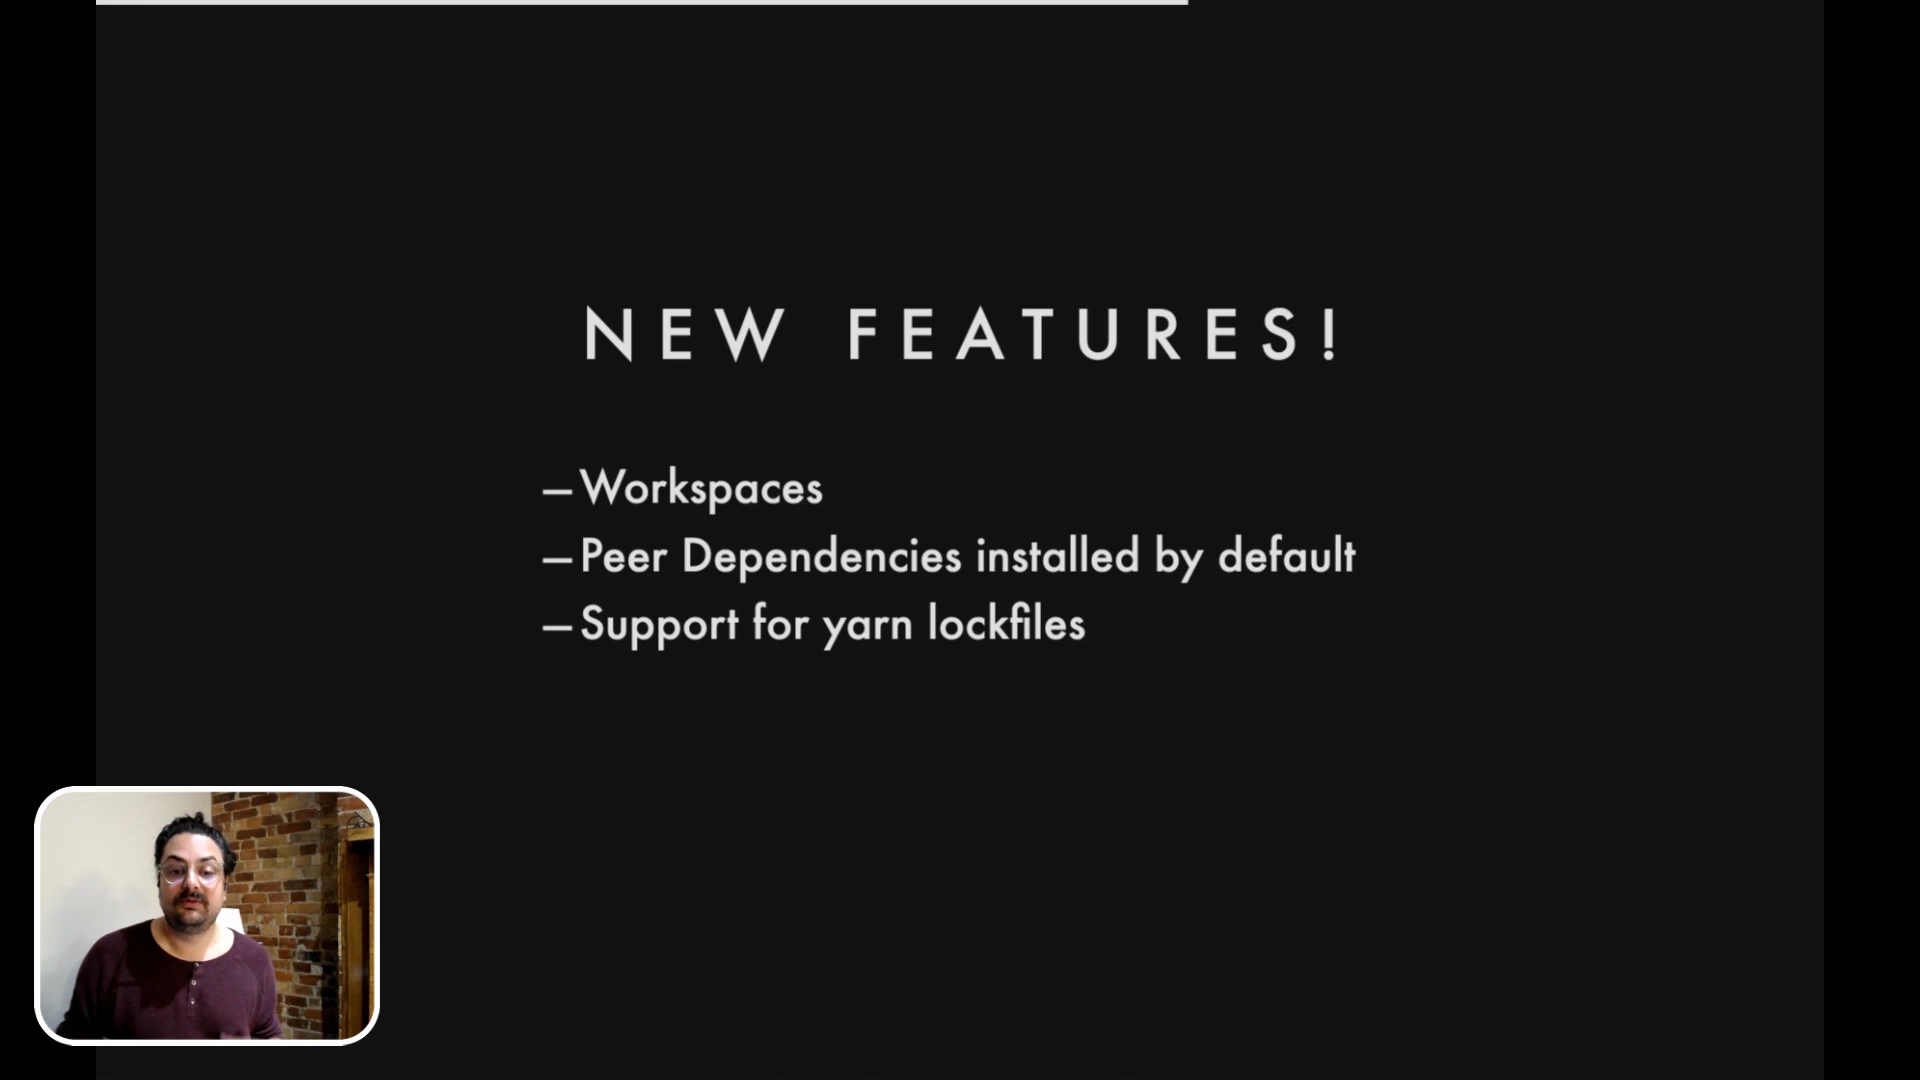 NEW FEATURES!
—Workspaces
—Peer Dependencies installed by default
—Support for yarn lockfiles